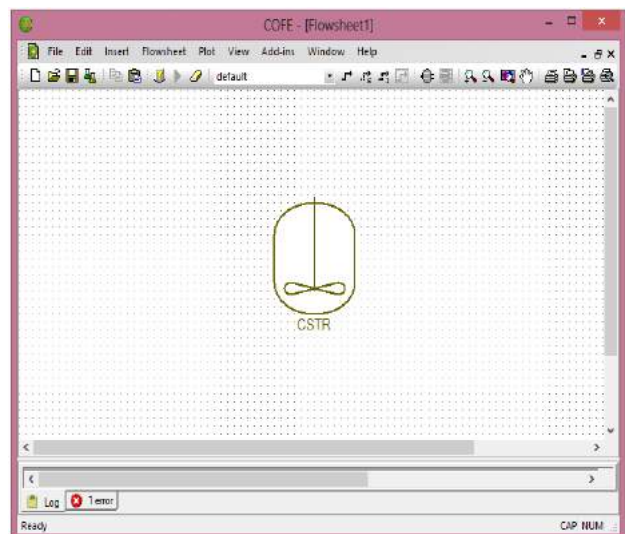 COFE - [Flowsheet1]
File Edit Insert Flowsheet Plot View Add-ins Window Help
default
CSTR
Log 1 error
Ready CAP NUM